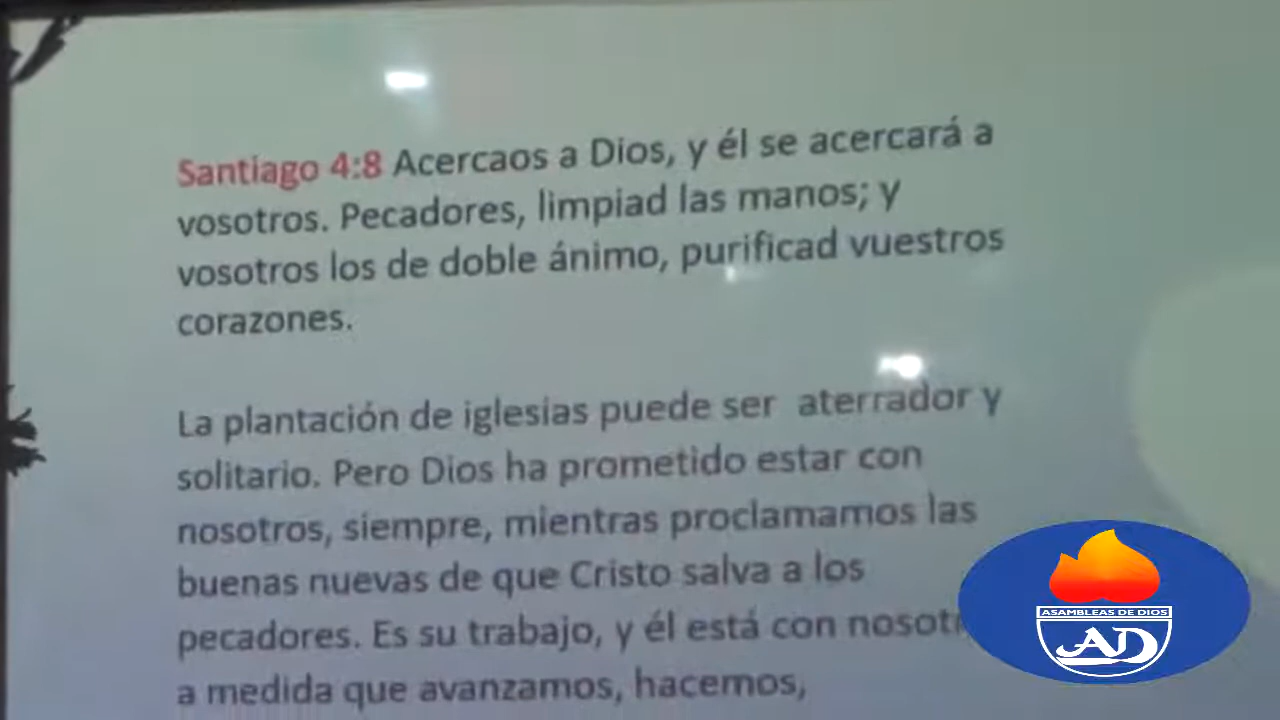 Santiago 4:8 Acercaos a Dios, y él se acercará a
vosotros. Pecadores, limpiad las manos; y
vosotros los de doble ánimo, purificad vuestros
corazones.
La plantación de iglesias puede ser aterrador y
solitario. Pero Dios ha prometido estar con
nosotros, siempre, mientras proclamamos las
buenas nuevas de que Cristo salva a los
pecadores. Es su trabajo, y él está con
a medida que avanzamos, hacemos,
ASAMBLEAS DE DIOS
AD